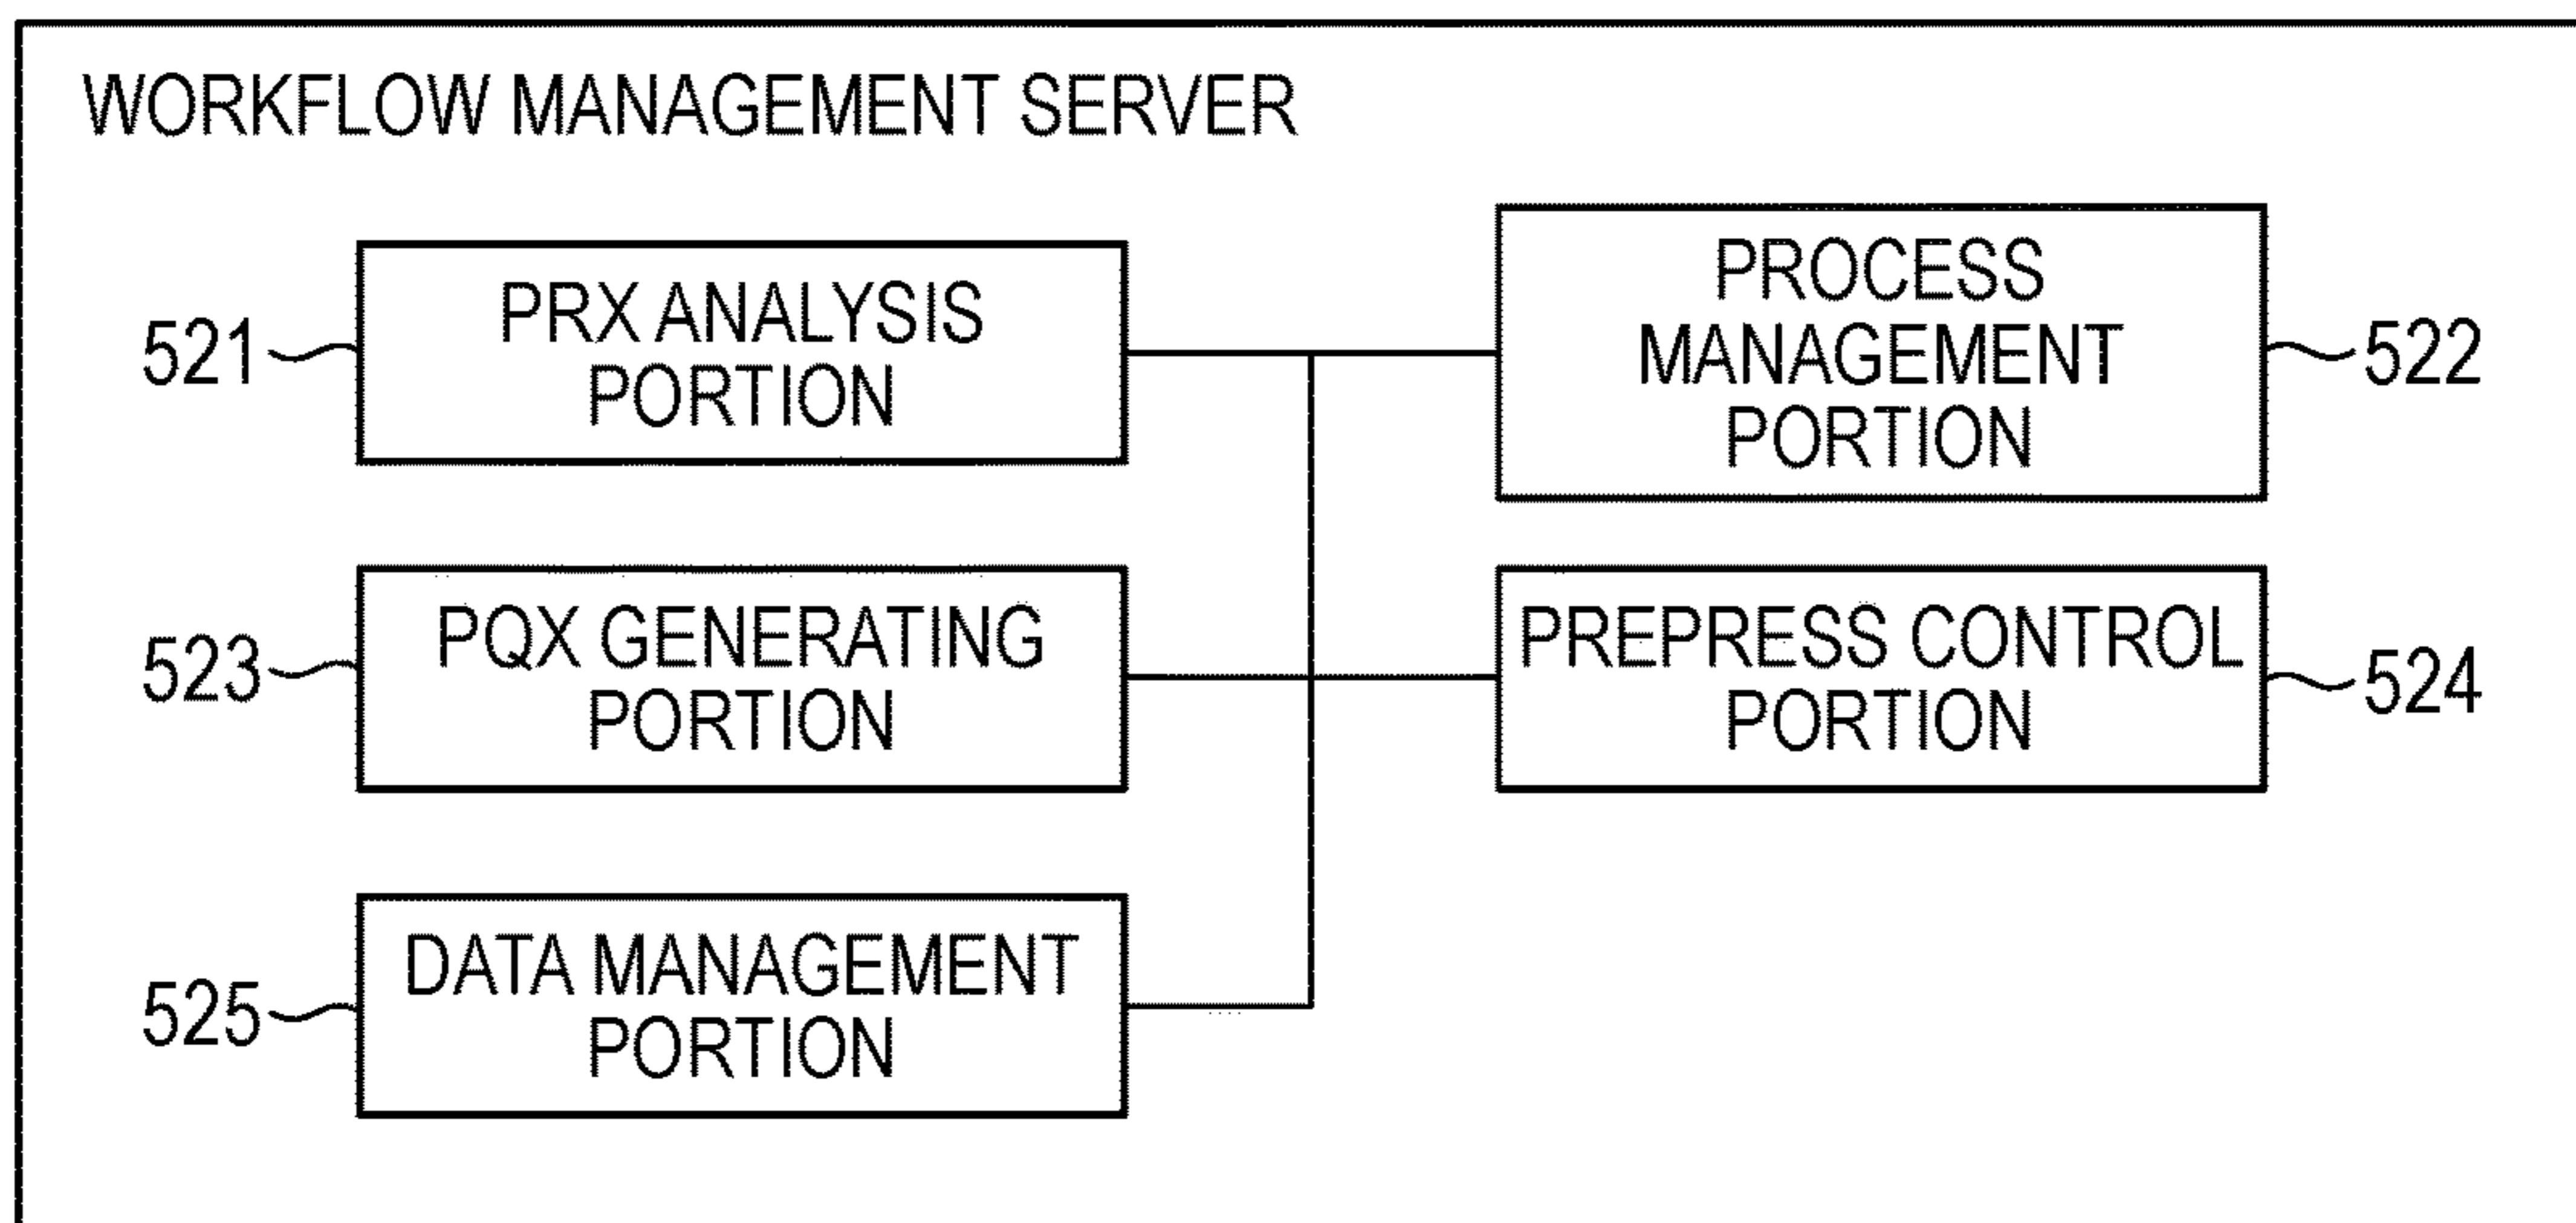 WORKFLOW MANAGEMENT SERVER
521
PRX ANALYSIS
PORTION
PROCESS
MANAGEMENT
PORTION
522
523
PQX GENERATING
PORTION
PREPRESS CONTROL
PORTION
524
525
DATA MANAGEMENT
PORTION